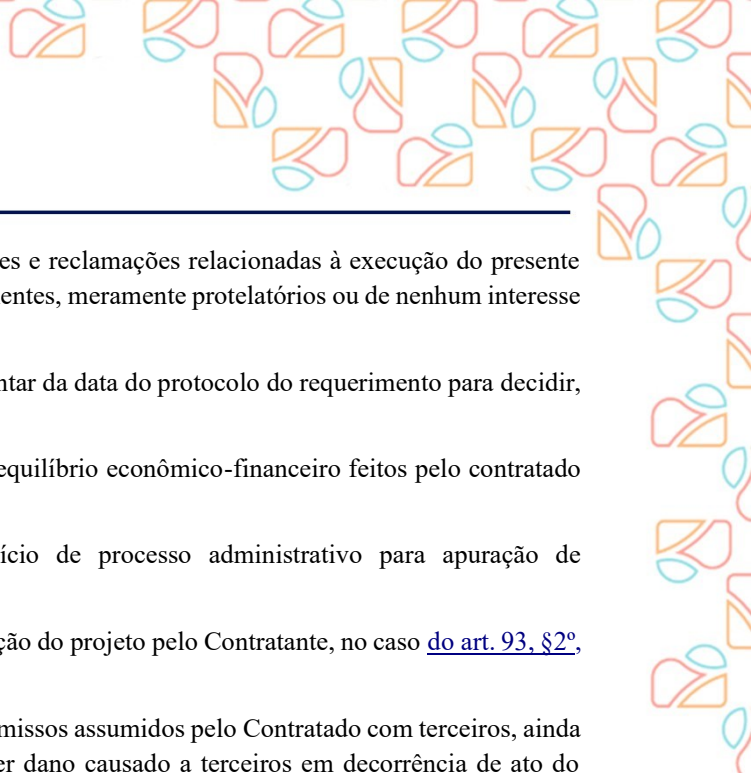 es e reclamações relacionadas à execução do presente
entes, meramente protelatórios ou de nenhum interesse
ntar da data do protocolo do requerimento para decidir,
equilíbrio econômico-financeiro feitos pelo contratado
ício de processo administrativo para apuração de
ção do projeto pelo Contratante, no caso do art. 93, §2º,
missos assumidos pelo Contratado com terceiros, ainda
er dano causado a terceiros em decorrência de ato do